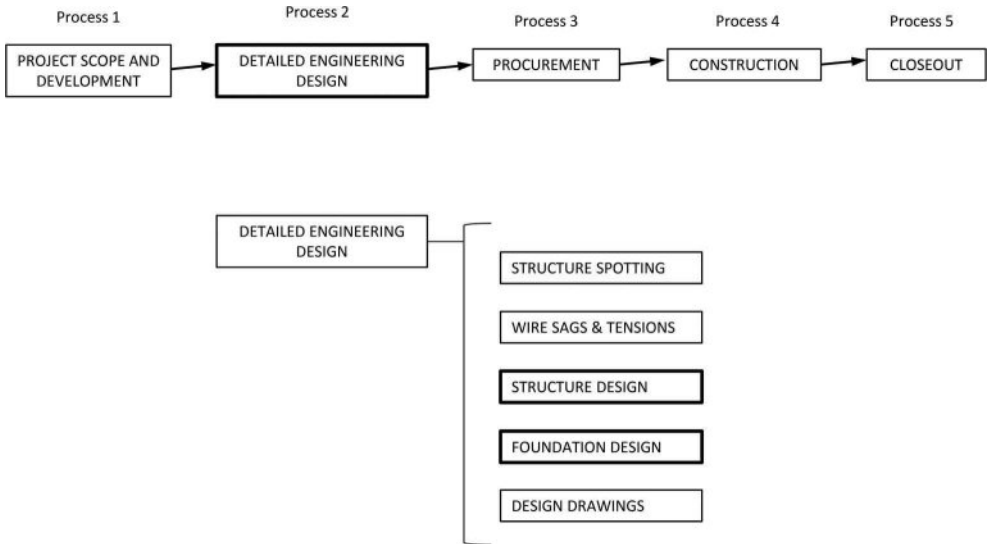 Process 1
Process 2
Process 3
Process 4
Process 5
PROJECT SCOPE AND
DEVELOPMENT
DETAILED ENGINEERING
DESIGN
PROCUREMENT
CONSTRUCTION
CLOSEOUT
DETAILED ENGINEERING
DESIGN
STRUCTURE SPOTTING
WIRE SAGS & TENSIONS
STRUCTURE DESIGN
FOUNDATION DESIGN
DESIGN DRAWINGS